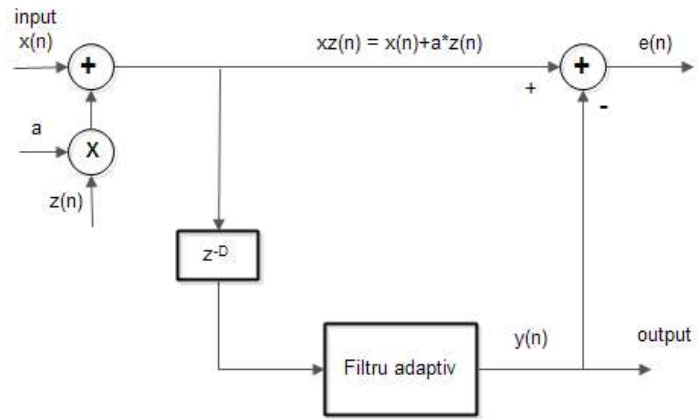 input
x(n)
xz(n) = x(n)+a*z(n)
e(n)
+
+
+
-
a
X
z(n)
z⁻ᴰ
Filtru adaptiv
y(n)
output